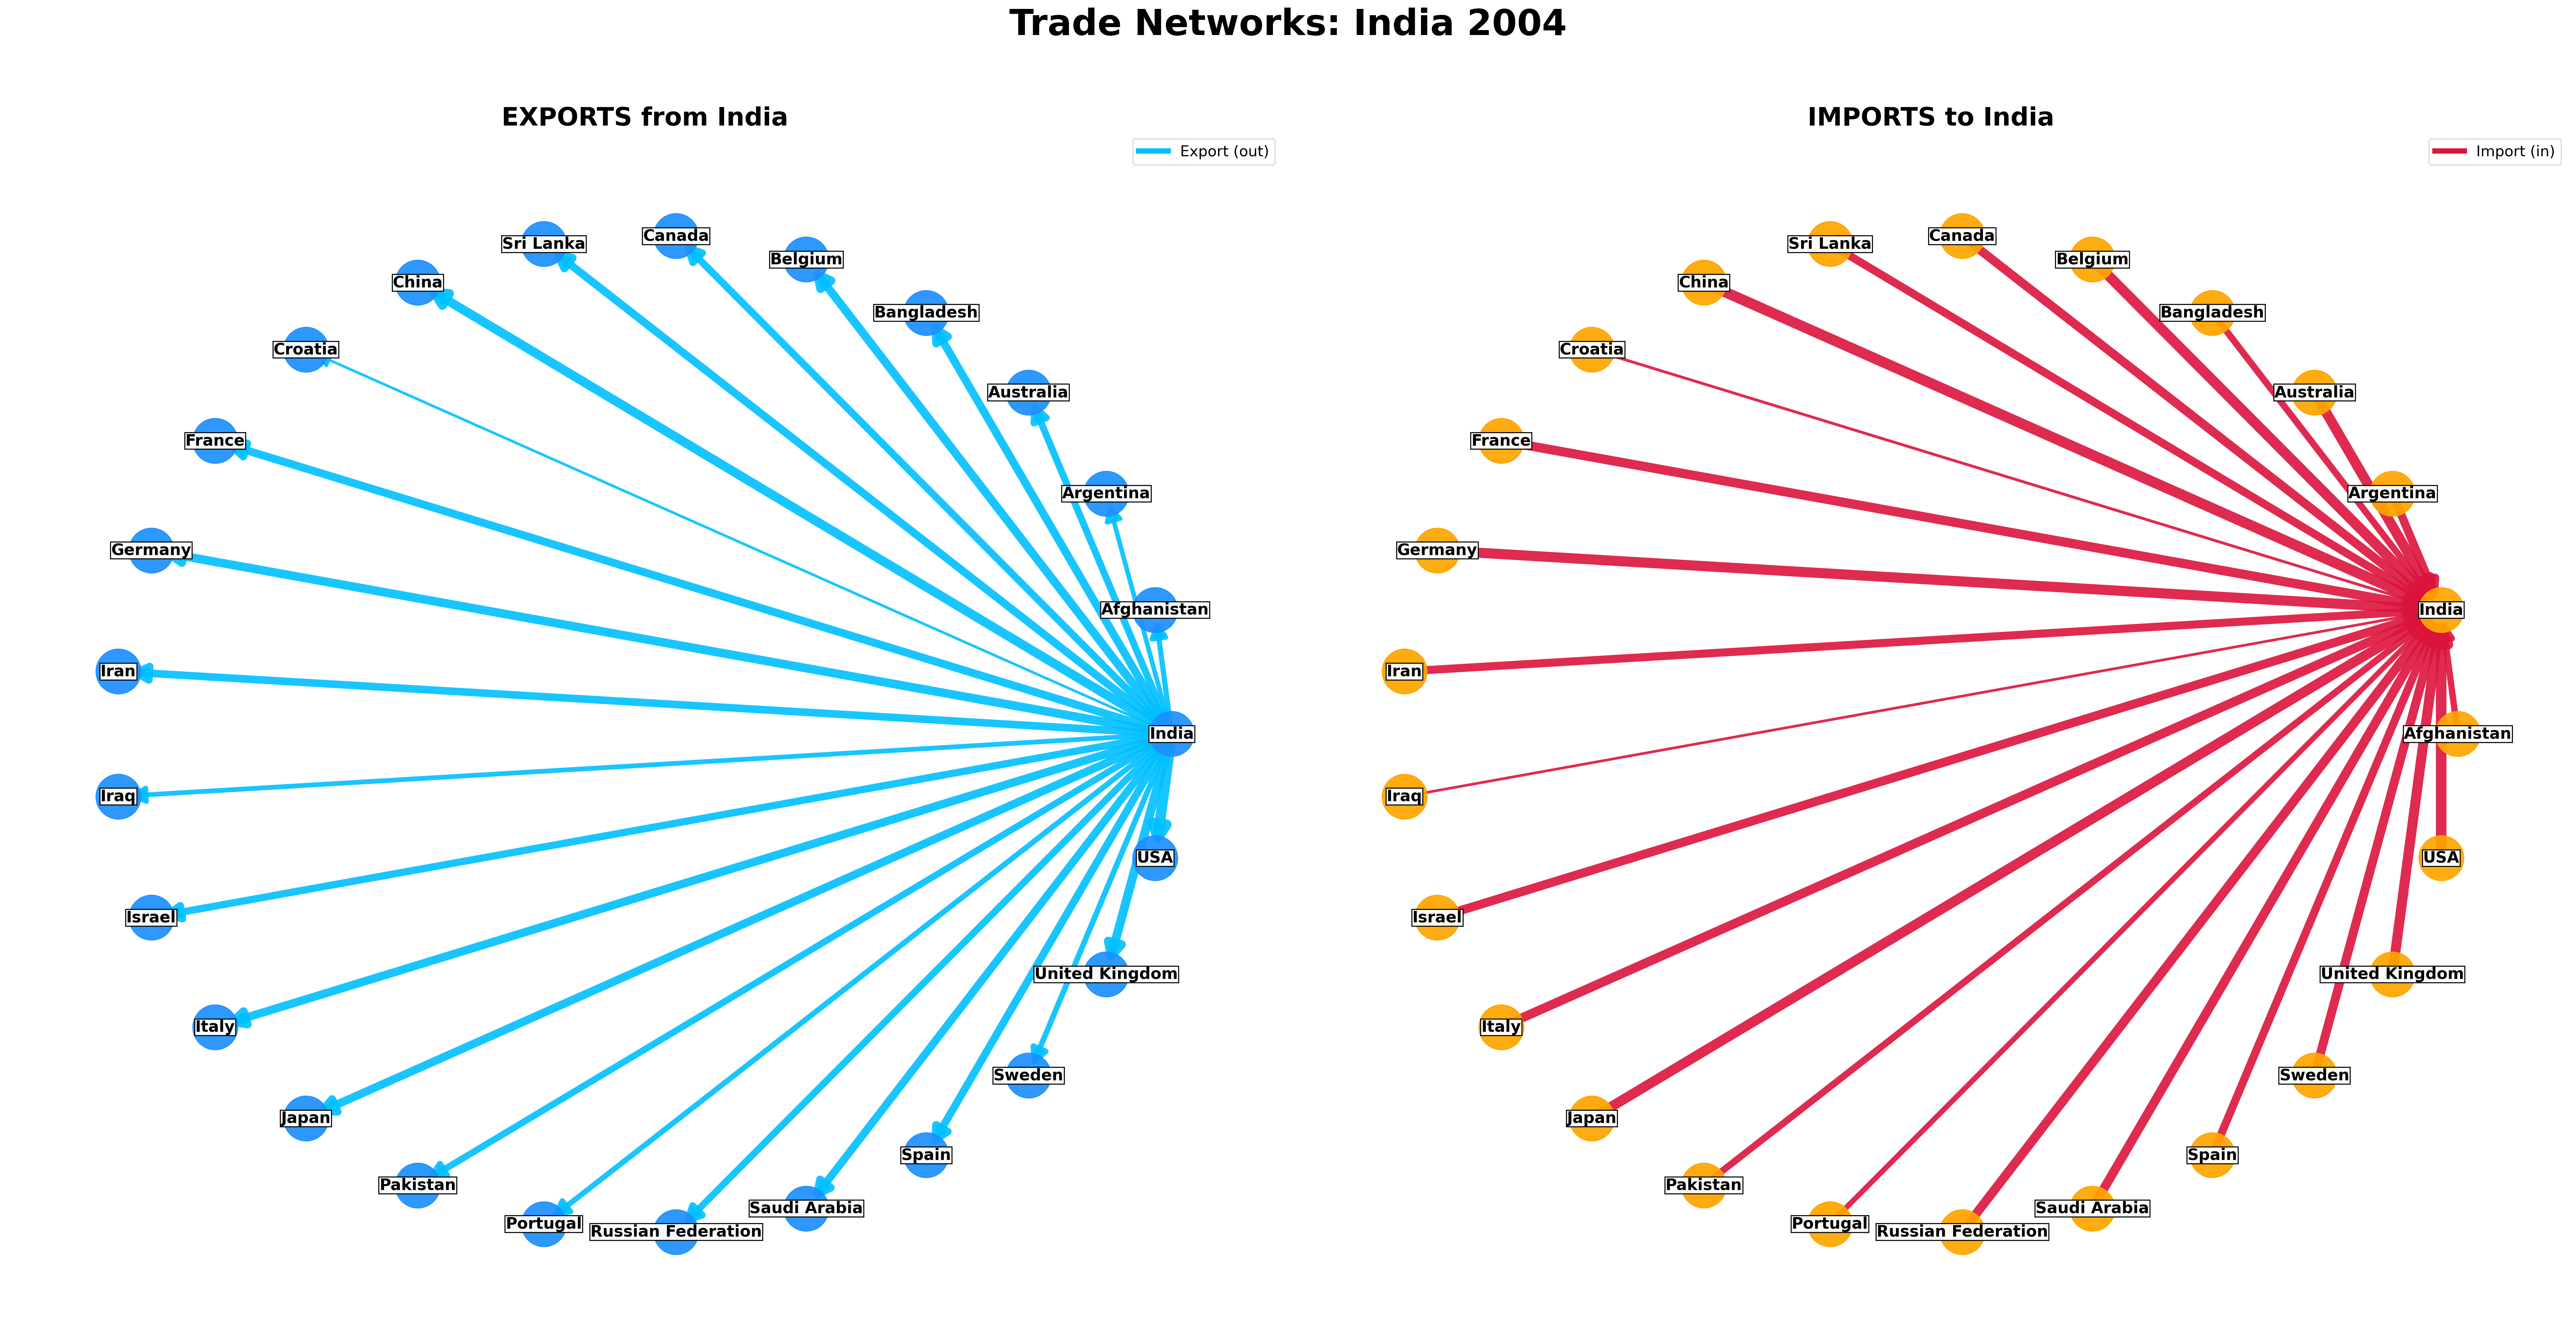 Trade Networks: India 2004
EXPORTS from India
Export (out)
Sri Lanka
Canada
Belgium
China
Bangladesh
Croatia
Australia
France
Argentina
Germany
Afghanistan
Iran
India
Iraq
USA
Israel
United Kingdom
Italy
Sweden
Japan
Spain
Pakistan
Saudi Arabia
Portugal
Russian Federation
IMPORTS to India
Import (in)
Sri Lanka
Canada
Belgium
China
Bangladesh
Croatia
Australia
France
Argentina
Germany
India
Iran
Afghanistan
Iraq
USA
Israel
United Kingdom
Italy
Sweden
Japan
Spain
Pakistan
Saudi Arabia
Portugal
Russian Federation